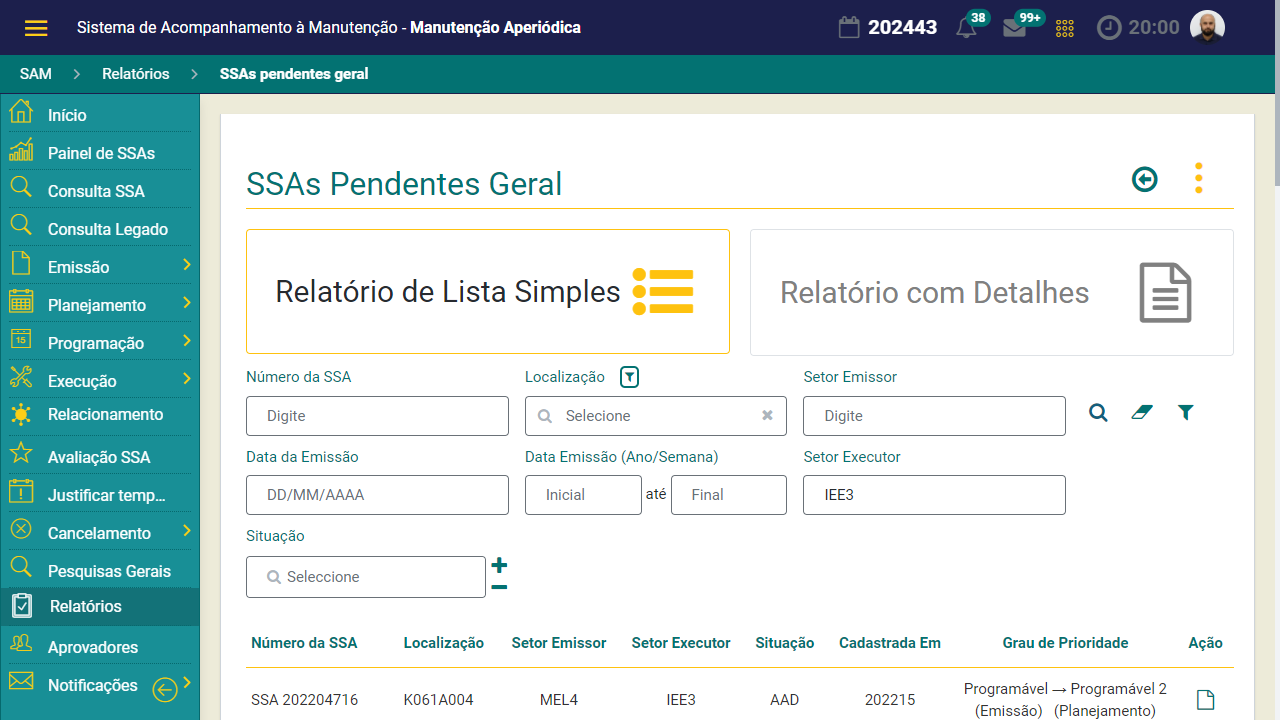 Sistema de Acompanhamento à Manutenção - Manutenção Aperiódica
202443
38
99+
20:00
SAM > Relatórios > SSAs pendentes geral
Início
Painel de SSAs
Consulta SSA
Consulta Legado
Emissão
Planejamento
15
Programação
Execução
Relacionamento
Avaliação SSA
Justificar temp...
Cancelamento
Pesquisas Gerais
Relatórios
Aprovadores
Notificações
SSAs Pendentes Geral
Relatório de Lista Simples
Relatório com Detalhes
Número da SSA
Localização
Setor Emissor
Digite
Selecione
Digite
Data da Emissão
Data Emissão (Ano/Semana)
Setor Executor
DD/MM/AAAA
Inicial
até
Final
IEE3
Situação
Seleccione
Número da SSA Localização Setor Emissor Setor Executor Situação Cadastrada Em Grau de Prioridade Ação
SSA 202204716 K061A004 MEL4 IEE3 AAD 202215 Programável → Programável 2
(Emissão) (Planejamento)